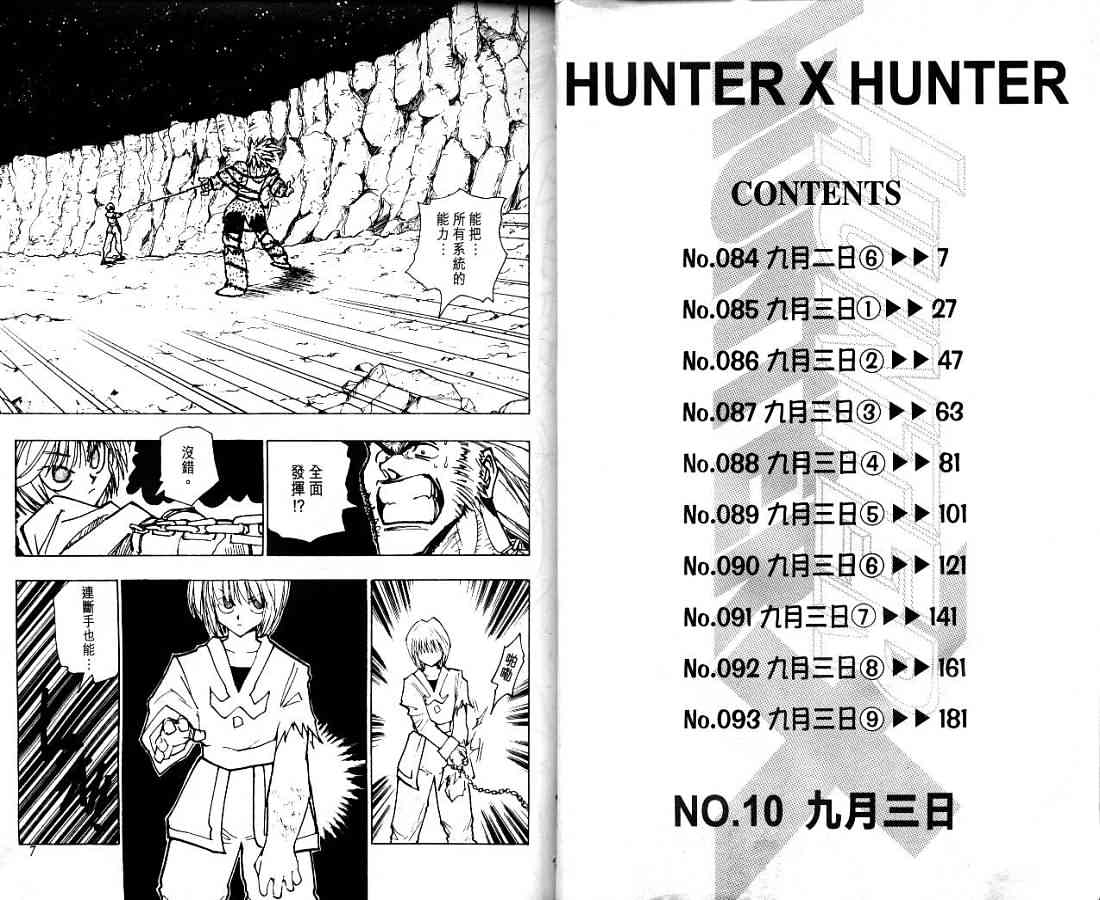 HUNTER X HUNTER
CONTENTS
No.084 九月二日⑥ ▶▶ 7
No.085 九月三日① ▶▶ 27
No.086 九月三日② ▶▶ 47
No.087 九月三日③ ▶▶ 63
No.088 九月三日④ ▶▶ 81
No.089 九月三日⑤ ▶▶ 101
No.090 九月三日⑥ ▶▶ 121
No.091 九月三日⑦ ▶▶ 141
No.092 九月三日⑧ ▶▶ 161
No.093 九月三日⑨ ▶▶ 181
NO.10 九月三日
能把…
所有系統的
能力…
全面
發揮!?
沒錯。
啪嘞
連斷手也能…
7